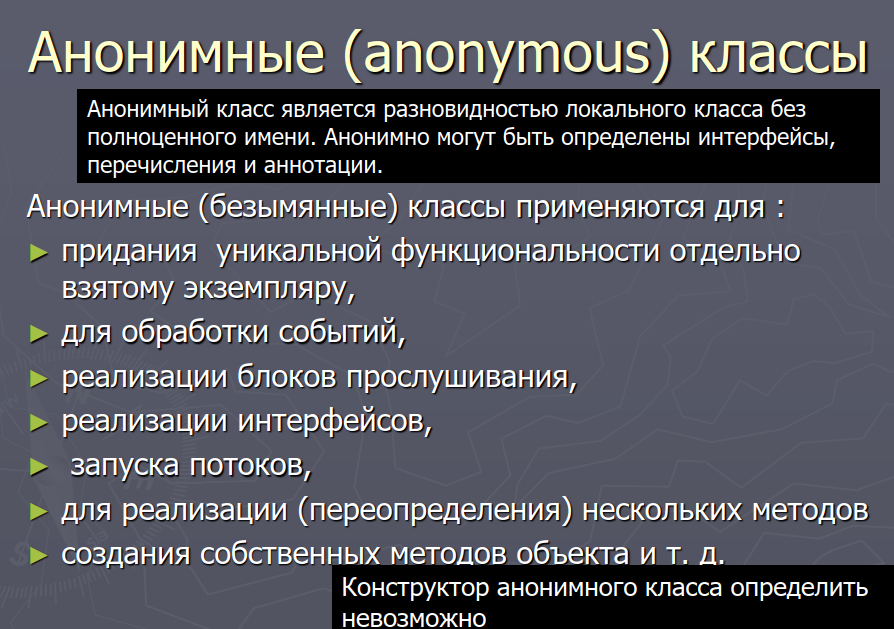 Анонимные (anonymous) классы
Анонимный класс является разновидностью локального класса без
полноценного имени. Анонимно могут быть определены интерфейсы,
перечисления и аннотации.
Анонимные (безымянные) классы применяются для :
► придания уникальной функциональности отдельно
взятому экземпляру,
► для обработки событий,
► реализации блоков прослушивания,
► реализации интерфейсов,
► запуска потоков,
► для реализации (переопределения) нескольких методов
► создания собственных методов объекта и т. д.
Конструктор анонимного класса определить
невозможно